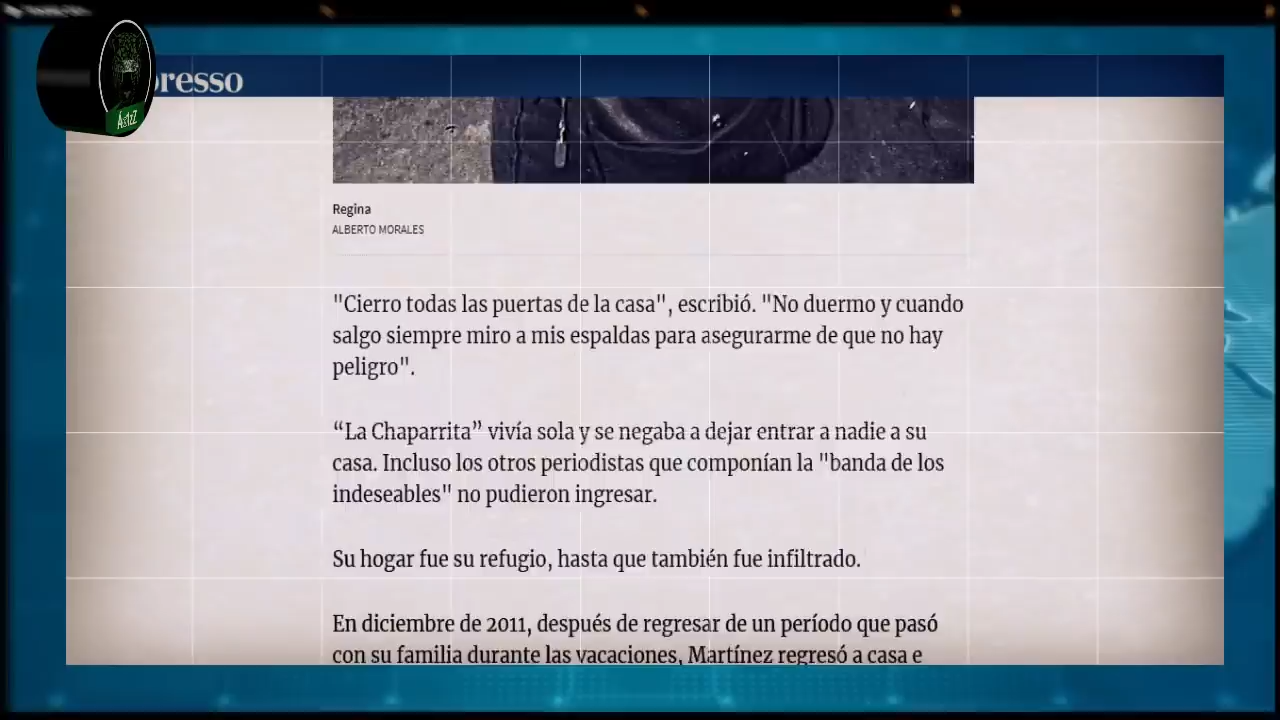 presso
AstzZ
Regina
ALBERTO MORALES
"Cierro todas las puertas de la casa", escribió. "No duermo y cuando
salgo siempre miro a mis espaldas para asegurarme de que no hay
peligro".
“La Chaparrita” vivía sola y se negaba a dejar entrar a nadie a su
casa. Incluso los otros periodistas que componían la "banda de los
indeseables" no pudieron ingresar.
Su hogar fue su refugio, hasta que también fue infiltrado.
En diciembre de 2011, después de regresar de un período que pasó
con su familia durante las vacaciones, Martínez regresó a casa e